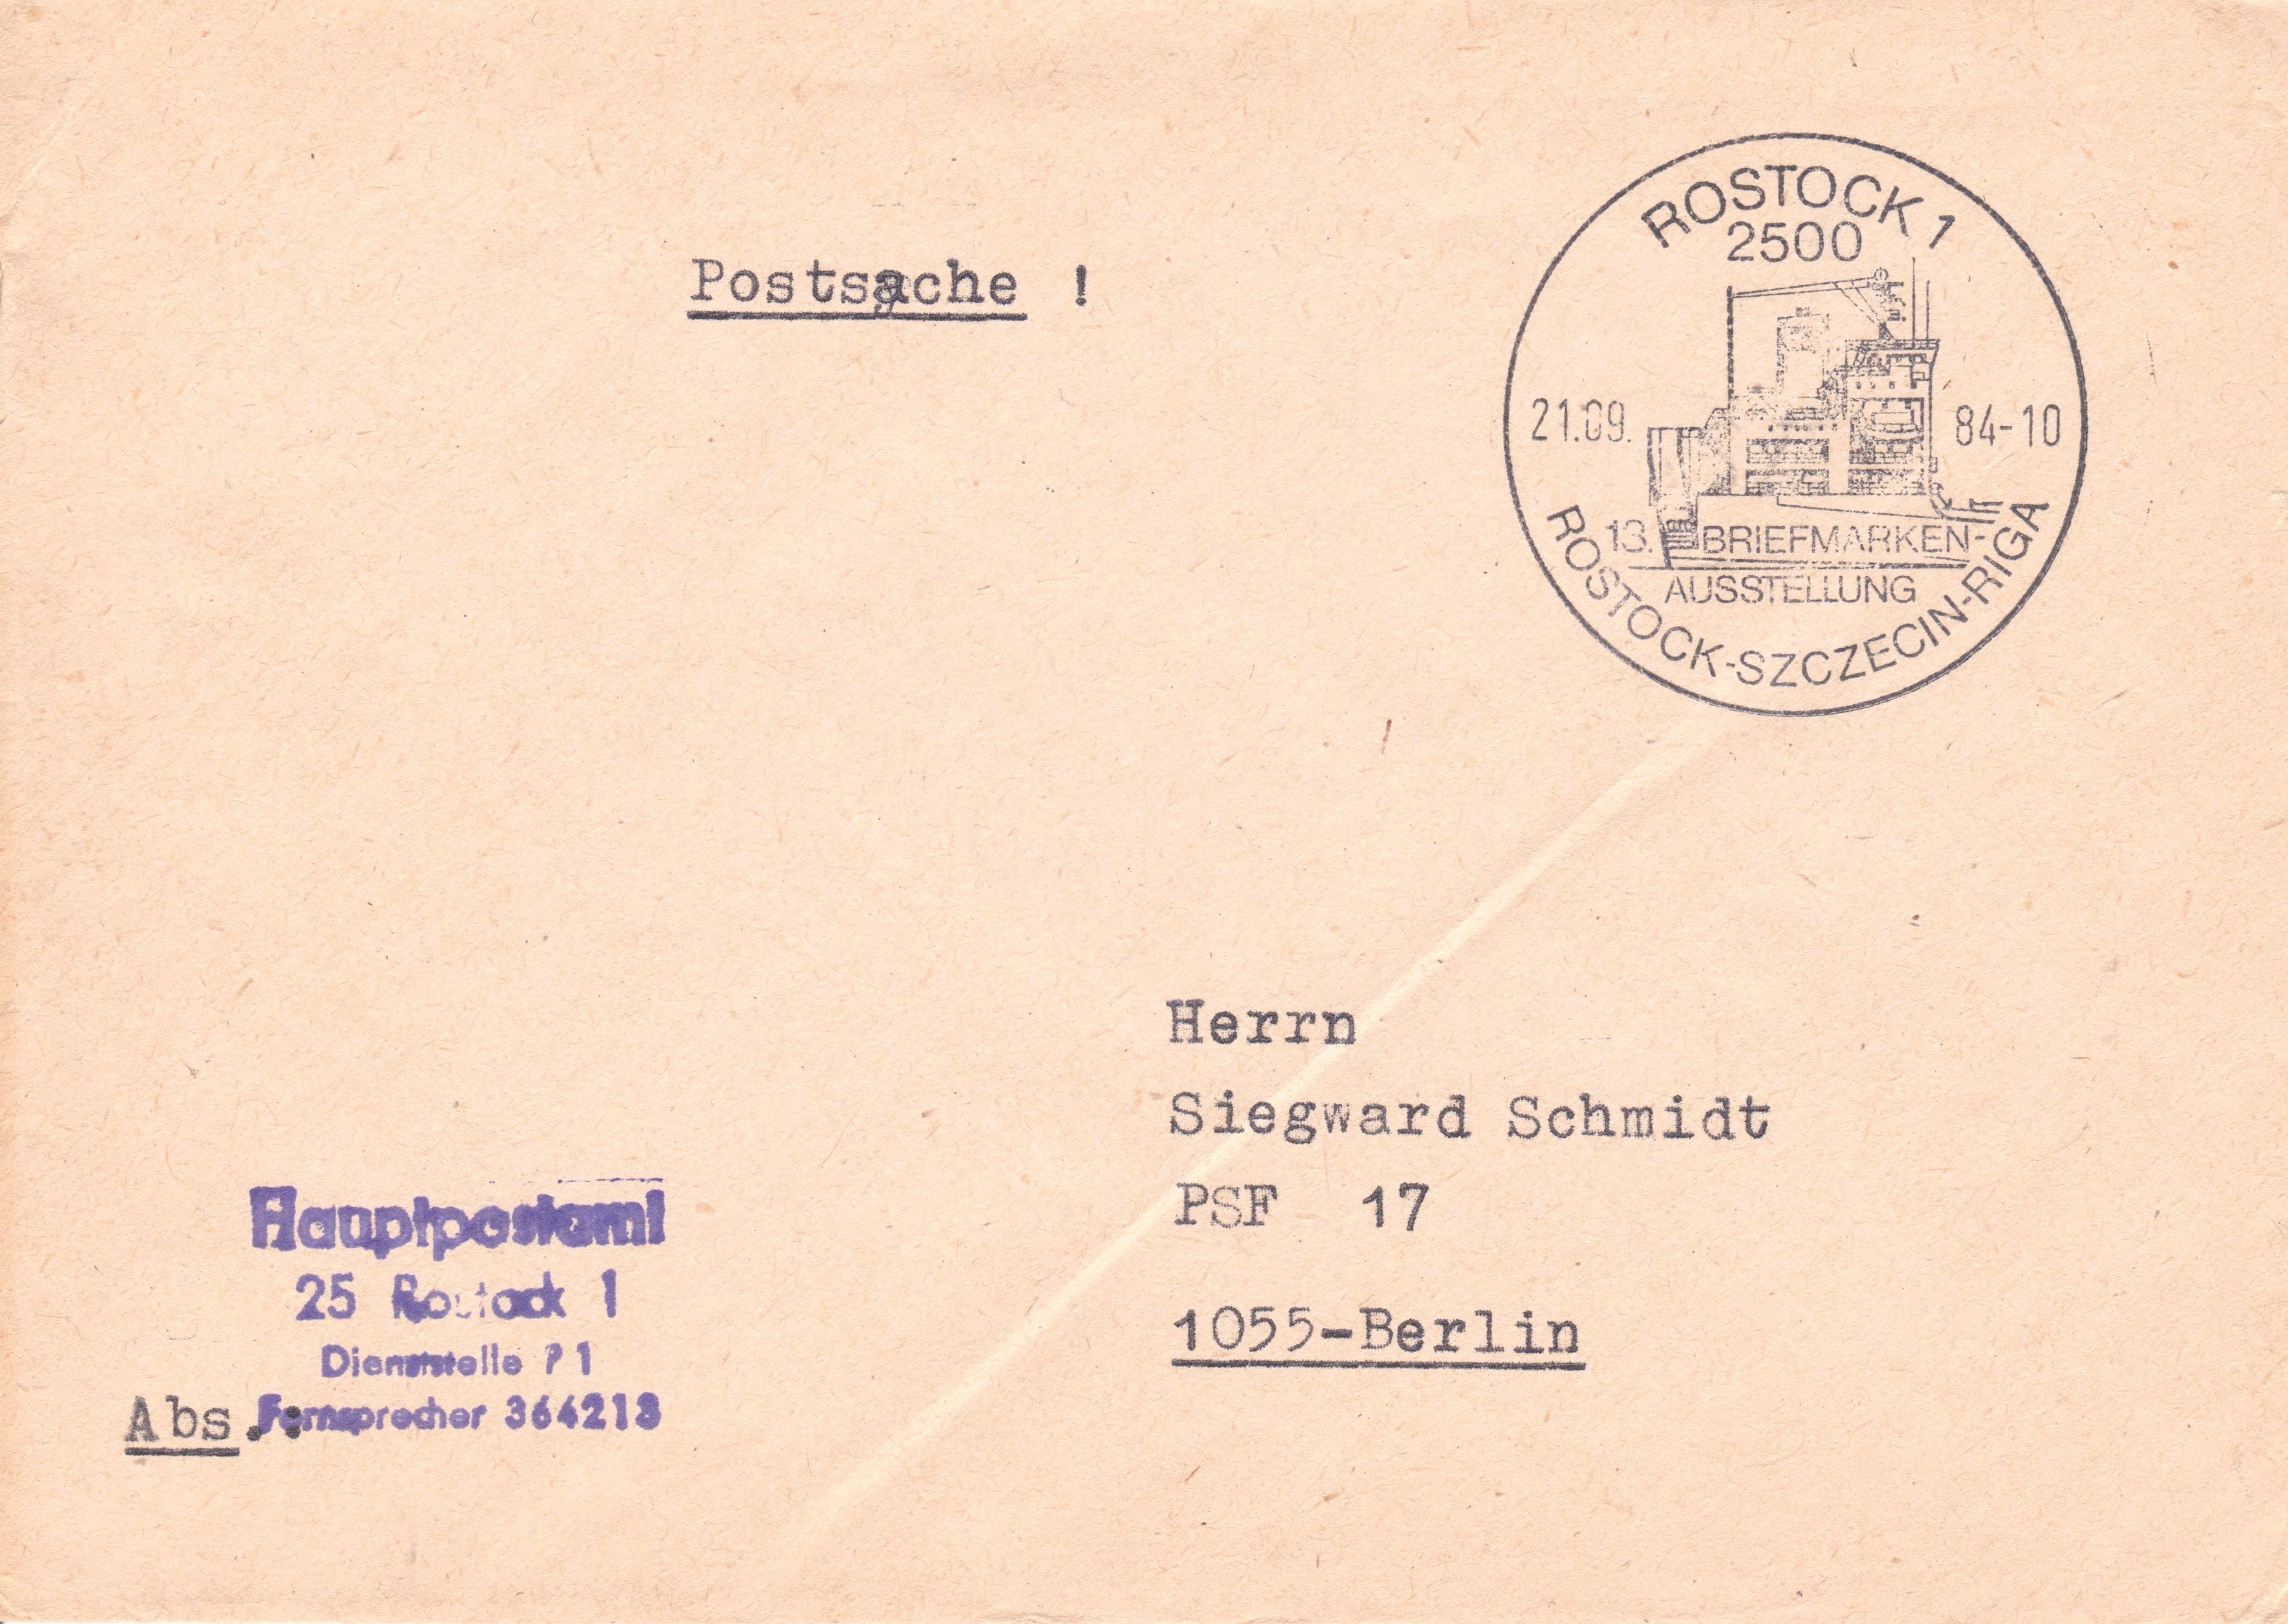 Postsache !
ROSTOCK 1
2500
21.09. 84-10
13. BRIEFMARKEN-
AUSSTELLUNG
ROSTOCK-SZCZECIN-RIGA
Herrn
Siegward Schmidt
PSF 17
1055-Berlin
Hauptpostamt
25 Rostock 1
Dienststelle P 1
Fernsprecher 364213
Abs.: